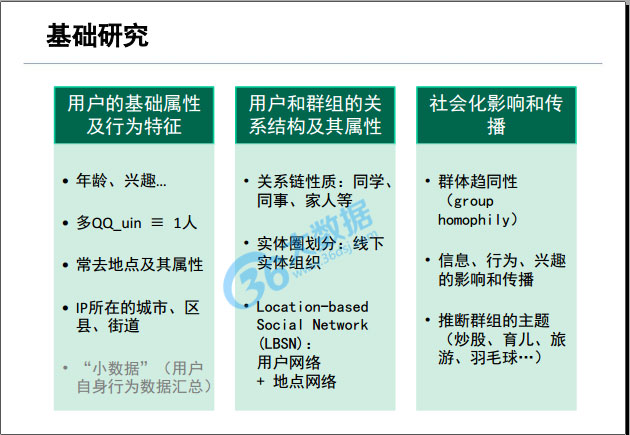 基础研究
用户的基础属性
及行为特征
• 年龄、兴趣…
• 多QQ_uin ≡ 1人
• 常去地点及其属性
• IP所在的城市、区
县、街道
• “小数据”（用户
自身行为数据汇总）
用户和群组的关
系结构及其属性
• 关系链性质：同学、
同事、家人等
• 实体圈划分：线下
实体组织
• Location-based
Social Network
(LBSN)：
用户网络
+ 地点网络
社会化影响和传
播
• 群体趋同性
（group
homophily）
• 信息、行为、兴趣
的影响和传播
• 推断群组的主题
（炒股、育儿、旅
游、羽毛球…）
36大数据